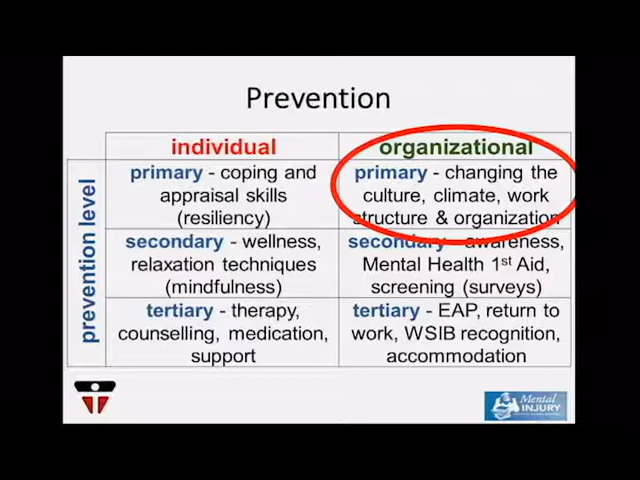 Prevention
individual
organizational
prevention level
primary - coping and
appraisal skills
(resiliency)
primary - changing the
culture, climate, work
structure & organization
secondary - wellness,
relaxation techniques
(mindfulness)
secondary - awareness,
Mental Health 1st Aid,
screening (surveys)
tertiary - therapy,
counselling, medication,
support
tertiary - EAP, return to
work, WSIB recognition,
accommodation
Mental
INJURY